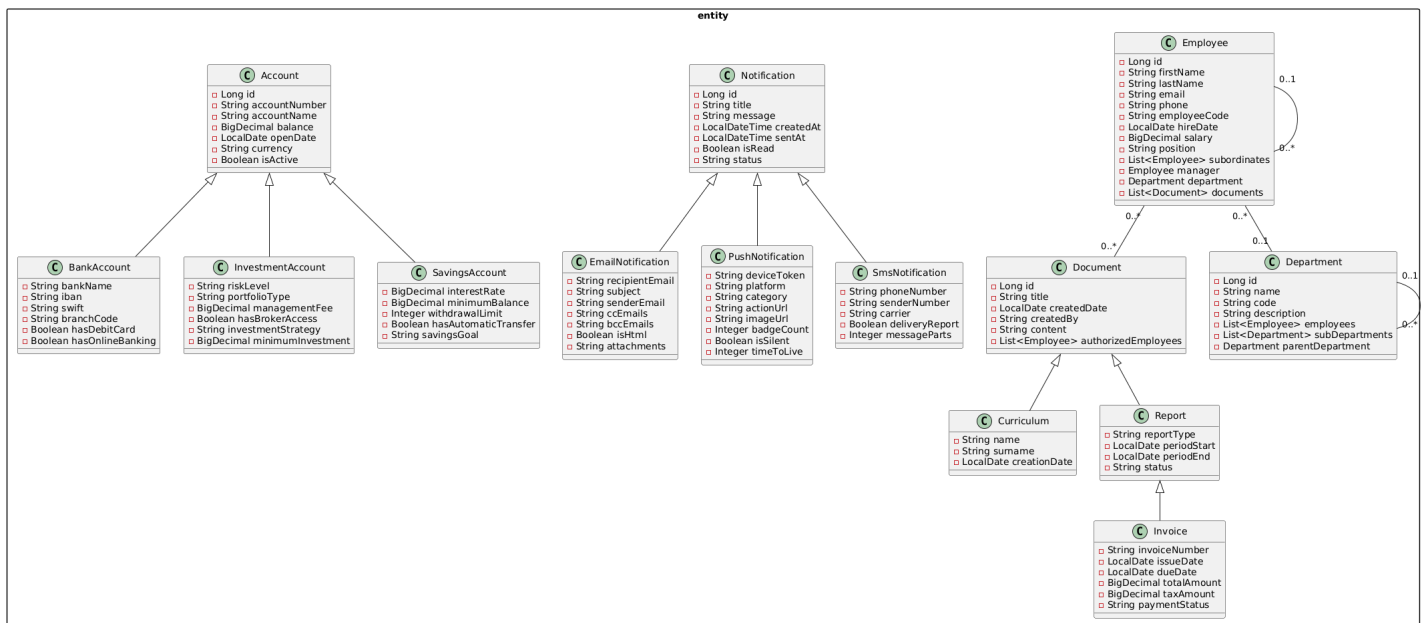 entity
C Account
Long id
String accountNumber
String accountName
BigDecimal balance
LocalDate openDate
String currency
Boolean isActive
C Notification
Long id
String title
String message
LocalDateTime createdAt
LocalDateTime sentAt
Boolean isRead
String status
C Employee
Long id
String firstName
String lastName
String email
String phone
String employeeCode
LocalDate hireDate
BigDecimal salary
String position
List<Employee> subordinates
Employee manager
Department department
List<Document> documents
0..1
0..*
0..*
0..*
0..*
0..1
C BankAccount
String bankName
String iban
String swift
String branchCode
Boolean hasDebitCard
Boolean hasOnlineBanking
C InvestmentAccount
String riskLevel
String portfolioType
BigDecimal managementFee
Boolean hasBrokerAccess
String investmentStrategy
BigDecimal minimumInvestment
C SavingsAccount
BigDecimal interestRate
BigDecimal minimumBalance
Integer withdrawalLimit
Boolean hasAutomaticTransfer
String savingsGoal
C EmailNotification
String recipientEmail
String subject
String senderEmail
String ccEmails
String bccEmails
Boolean isHtml
String attachments
C PushNotification
String deviceToken
String platform
String category
String actionUrl
String imageUrl
Integer badgeCount
Boolean isSilent
Integer timeToLive
C SmsNotification
String phoneNumber
String senderNumber
String carrier
Boolean deliveryReport
Integer messageParts
C Document
Long id
String title
LocalDate createdDate
String createdBy
String content
List<Employee> authorizedEmployees
C Department
Long id
String name
String code
String description
List<Employee> employees
List<Department> subDepartments
Department parentDepartment
0..1
0..*
C Curriculum
String name
String surname
LocalDate creationDate
C Report
String reportType
LocalDate periodStart
LocalDate periodEnd
String status
C Invoice
String invoiceNumber
LocalDate issueDate
LocalDate dueDate
BigDecimal totalAmount
BigDecimal taxAmount
String paymentStatus